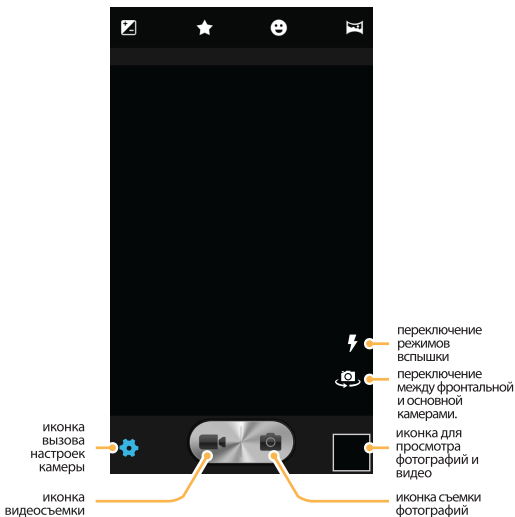 переключение
режимов
вспышки
переключение
между фронтальной
и основной
камерами.
иконка
вызова
настроек
камеры
иконка для
просмотра
фотографий и
видео
иконка
видеосъемки
иконка съемки
фотографий